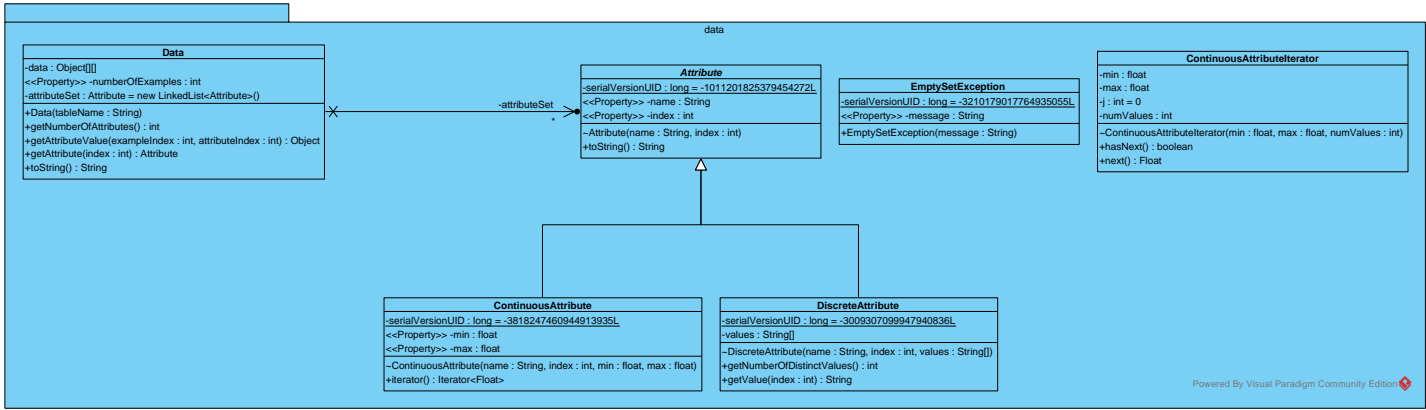 data
Data
-data : Object[][]
<<Property>> -numberOfExamples : int
-attributeSet : Attribute = new LinkedList<Attribute>()
+Data(tableName : String)
+getNumberOfAttributes() : int
+getAttributeValue(exampleIndex : int, attributeIndex : int) : Object
+getAttribute(index : int) : Attribute
+toString() : String
-attributeSet
*
Attribute
-serialVersionUID : long = -1011201825379454272L
<<Property>> -name : String
<<Property>> -index : int
~Attribute(name : String, index : int)
+toString() : String
EmptySetException
-serialVersionUID : long = -3210179017764935055L
<<Property>> -message : String
+EmptySetException(message : String)
ContinuousAttributeIterator
-min : float
-max : float
-j : int = 0
-numValues : int
~ContinuousAttributeIterator(min : float, max : float, numValues : int)
+hasNext() : boolean
+next() : Float
ContinuousAttribute
-serialVersionUID : long = -3818247460944913935L
<<Property>> -min : float
<<Property>> -max : float
~ContinuousAttribute(name : String, index : int, min : float, max : float)
+iterator() : Iterator<Float>
DiscreteAttribute
-serialVersionUID : long = -3009307099947940836L
-values : String[]
~DiscreteAttribute(name : String, index : int, values : String[])
+getNumberOfDistinctValues() : int
+getValue(index : int) : String
Powered By Visual Paradigm Community Edition